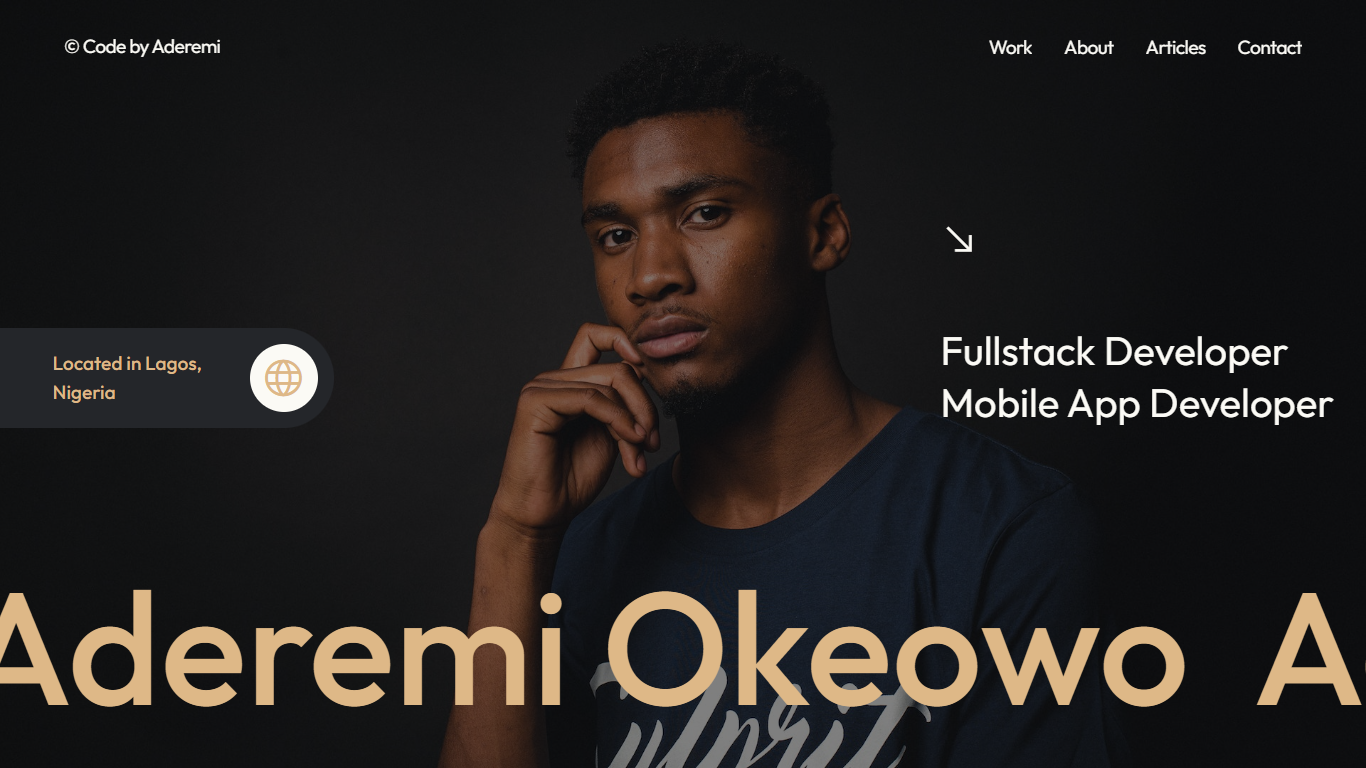 © Code by Aderemi
Work About Articles Contact
Located in Lagos,
Nigeria
Fullstack Developer
Mobile App Developer
Aderemi Okeowo A